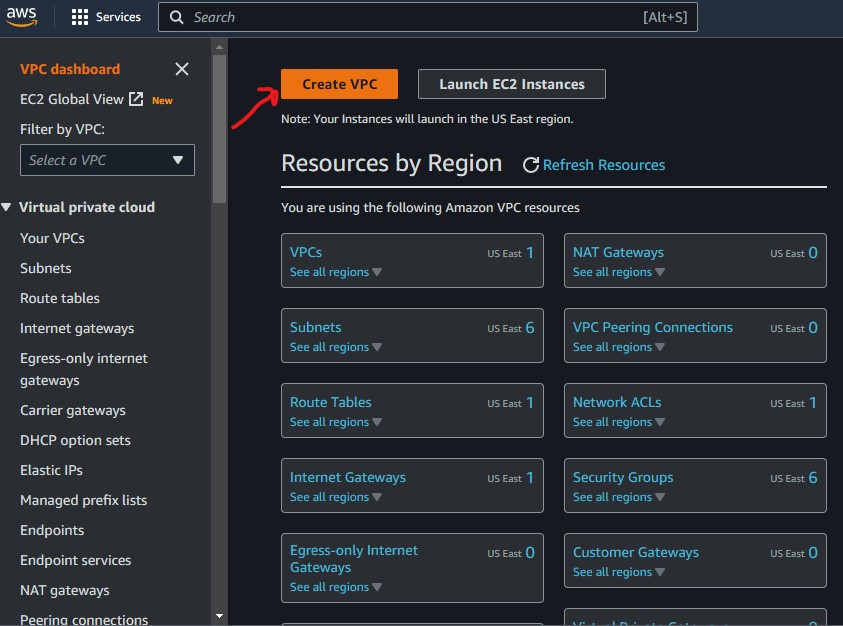 aws
Services
Search
[Alt+S]
VPC dashboard
EC2 Global View New
Filter by VPC:
Select a VPC
Virtual private cloud
Your VPCs
Subnets
Route tables
Internet gateways
Egress-only internet
gateways
Carrier gateways
DHCP option sets
Elastic IPs
Managed prefix lists
Endpoints
Endpoint services
NAT gateways
Peering connections
Create VPC
Launch EC2 Instances
Note: Your Instances will launch in the US East region.
Resources by Region
Refresh Resources
You are using the following Amazon VPC resources
VPCs US East 1
See all regions
NAT Gateways US East 0
See all regions
Subnets US East 6
See all regions
VPC Peering Connections US East 0
See all regions
Route Tables US East 1
See all regions
Network ACLs US East 1
See all regions
Internet Gateways US East 1
See all regions
Security Groups US East 6
See all regions
Egress-only Internet US East 0
Gateways
See all regions
Customer Gateways US East 0
See all regions